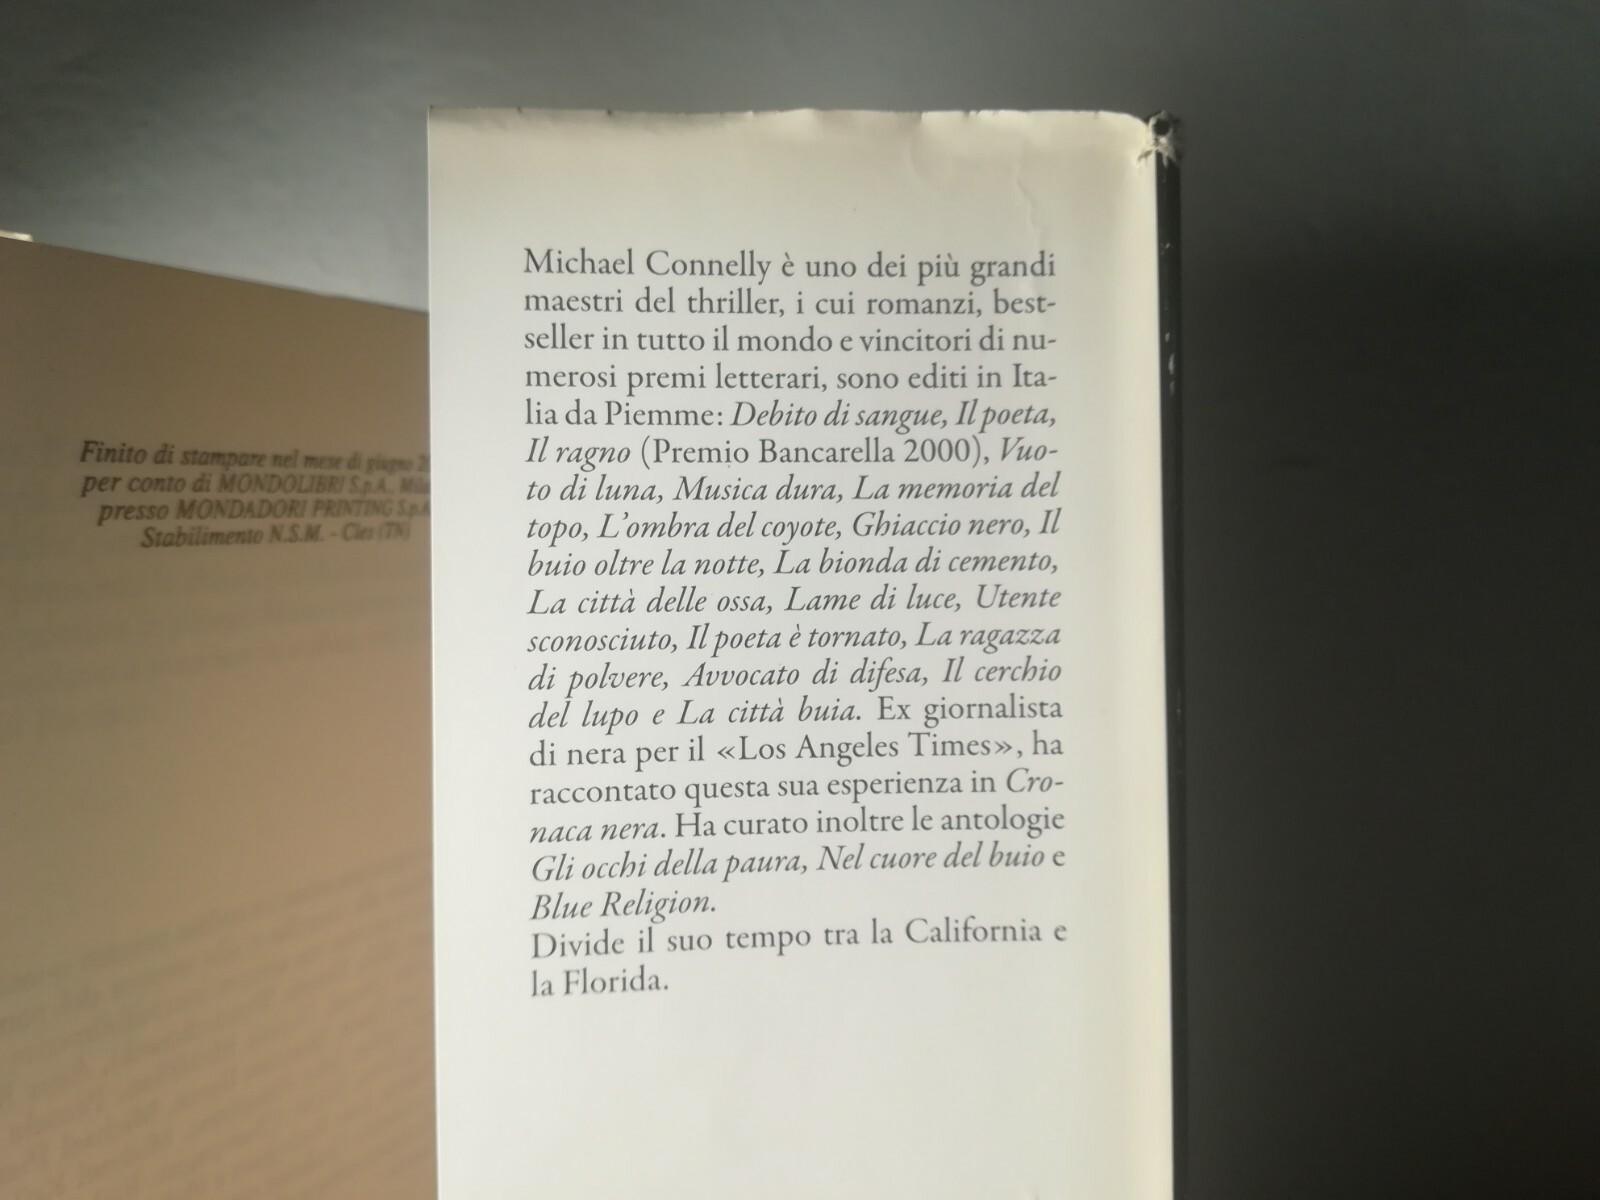 Finito di stampare nel mese di giugno
per conto di MONDOLIBRI S.p.A.,
presso MONDADORI PRINTING S.p.A.
Stabilimento N.S.M. - Cles (TN)
Michael Connelly è uno dei più grandi
maestri del thriller, i cui romanzi, best-
seller in tutto il mondo e vincitori di nu-
merosi premi letterari, sono editi in Ita-
lia da Piemme: Debito di sangue, Il poeta,
Il ragno (Premio Bancarella 2000), Vuo-
to di luna, Musica dura, La memoria del
topo, L'ombra del coyote, Ghiaccio nero, Il
buio oltre la notte, La bionda di cemento,
La città delle ossa, Lame di luce, Utente
sconosciuto, Il poeta è tornato, La ragazza
di polvere, Avvocato di difesa, Il cerchio
del lupo e La città buia. Ex giornalista
di nera per il «Los Angeles Times», ha
raccontato questa sua esperienza in Cro-
naca nera. Ha curato inoltre le antologie
Gli occhi della paura, Nel cuore del buio e
Blue Religion.
Divide il suo tempo tra la California e
la Florida.